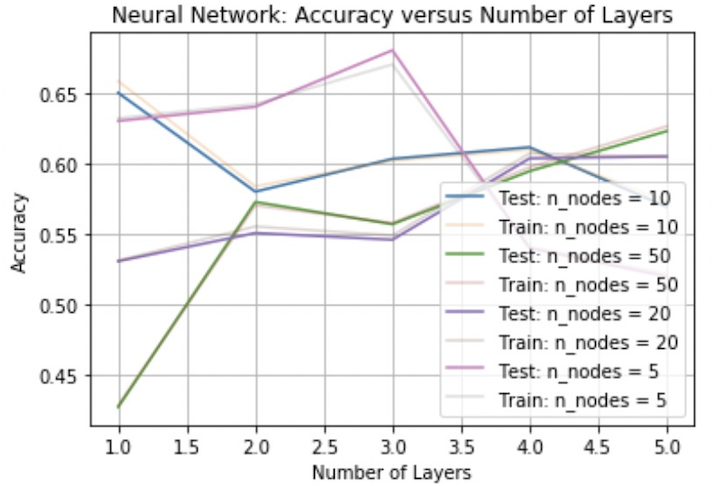 Neural Network: Accuracy versus Number of Layers
Accuracy
0.65
0.60
0.55
0.50
0.45
Test: n_nodes = 10
Train: n_nodes = 10
Test: n_nodes = 50
Train: n_nodes = 50
Test: n_nodes = 20
Train: n_nodes = 20
Test: n_nodes = 5
Train: n_nodes = 5
1.0 1.5 2.0 2.5 3.0 3.5 4.0 4.5 5.0
Number of Layers